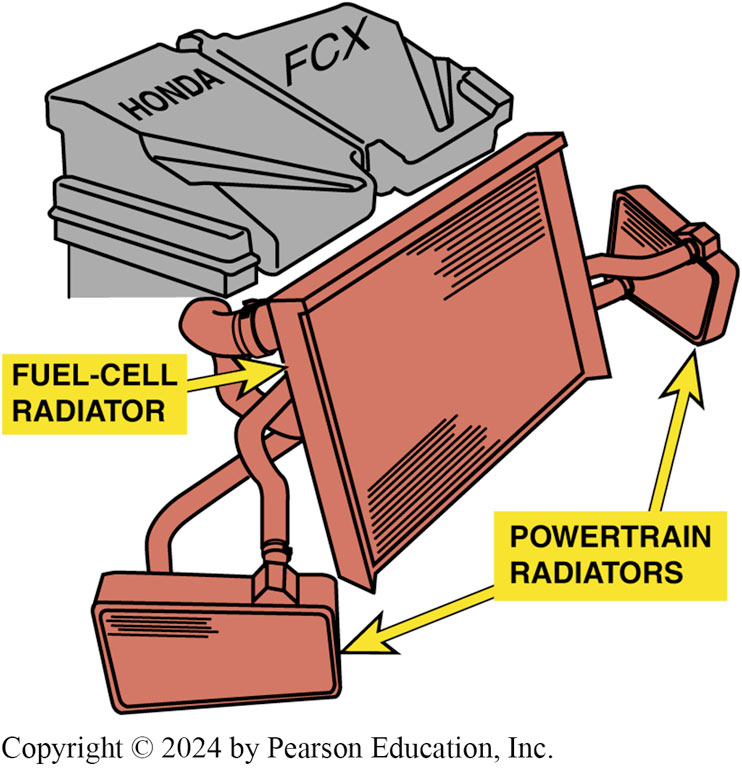 HONDA
FCX
FUEL-CELL
RADIATOR
POWERTRAIN
RADIATORS
Copyright © 2024 by Pearson Education, Inc.